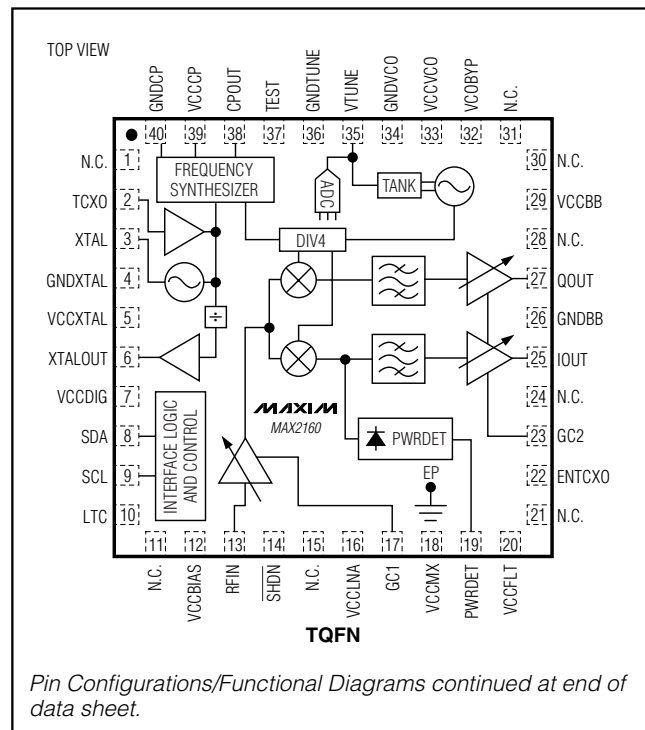 TOP VIEW
GNDCP
VCCCP
CPOUT
TEST
GNDTUNE
VTUNE
GNDVCO
VCCVCO
VCOBYP
N.C.
40
39
38
37
36
35
34
33
32
31
N.C. 1
TCXO 2
XTAL 3
GNDXTAL 4
VCCXTAL 5
XTALOUT 6
VCCDIG 7
SDA 8
SCL 9
LTC 10
FREQUENCY
SYNTHESIZER
ADC
TANK
DIV4
÷
INTERFACE LOGIC
AND CONTROL
MAXIM
MAX2160
PWRDET
EP
30 N.C.
29 VCCBB
28 N.C.
27 QOUT
26 GNDBB
25 IOUT
24 N.C.
23 GC2
22 ENTCXO
21 N.C.
11
12
13
14
15
16
17
18
19
20
N.C.
VCCBIAS
RFIN
SHDN
N.C.
VCCLNA
GC1
VCCMX
PWRDET
VCCFLT
TQFN
Pin Configurations/Functional Diagrams continued at end of
data sheet.